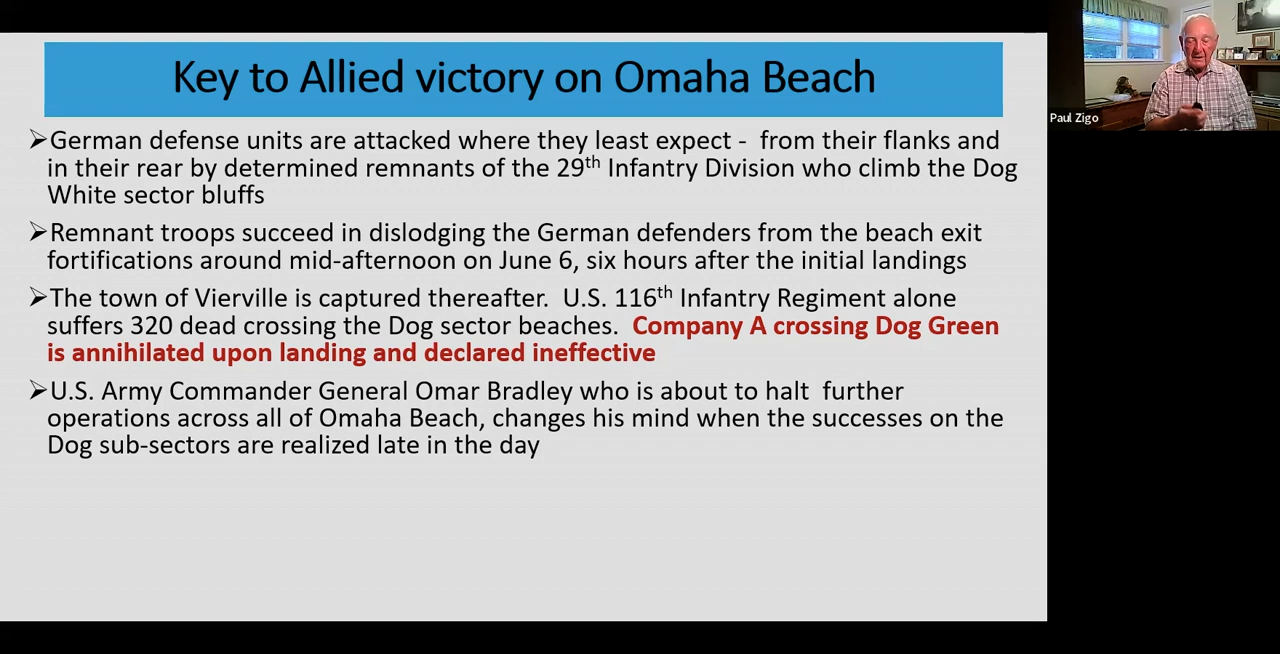 Key to Allied victory on Omaha Beach
➢German defense units are attacked where they least expect - from their flanks and
in their rear by determined remnants of the 29th Infantry Division who climb the Dog
White sector bluffs
➢Remnant troops succeed in dislodging the German defenders from the beach exit
fortifications around mid-afternoon on June 6, six hours after the initial landings
➢The town of Vierville is captured thereafter. U.S. 116th Infantry Regiment alone
suffers 320 dead crossing the Dog sector beaches. Company A crossing Dog Green
is annihilated upon landing and declared ineffective
➢U.S. Army Commander General Omar Bradley who is about to halt further
operations across all of Omaha Beach, changes his mind when the successes on the
Dog sub-sectors are realized late in the day
Paul Zigo